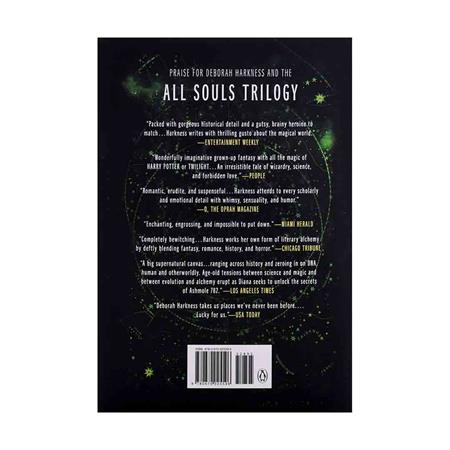 PRAISE FOR DEBORAH HARKNESS AND THE
ALL SOULS TRILOGY
"Packed with gorgeous historical detail and a gutsy, brainy heroine to
match...Harkness writes with thrilling gusto about the magical world."
—ENTERTAINMENT WEEKLY
"Wonderfully imaginative grown-up fantasy with all the magic of
HARRY POTTER or TWILIGHT...An irresistible tale of wizardry, science,
and forbidden love." —PEOPLE
"Romantic, erudite, and suspenseful...Harkness attends to every scholarly
and emotional detail with whimsy, sensuality, and humor."
—O, THE OPRAH MAGAZINE
"Enchanting, engrossing, and impossible to put down." —MIAMI HERALD
"Completely bewitching...Harkness works her own form of literary alchemy
by deftly blending fantasy, romance, history, and horror." —CHICAGO TRIBUNE
"A big supernatural canvas...ranging across history and zeroing in on DNA,
human and otherworldly. Age-old tensions between science and magic and
between evolution and alchemy erupt as Diana seeks to unlock the
secrets of
Ashmole 782." —LOS ANGELES TIMES
"Deborah Harkness takes us places we've never been before....
Lucky for us." —USA TODAY